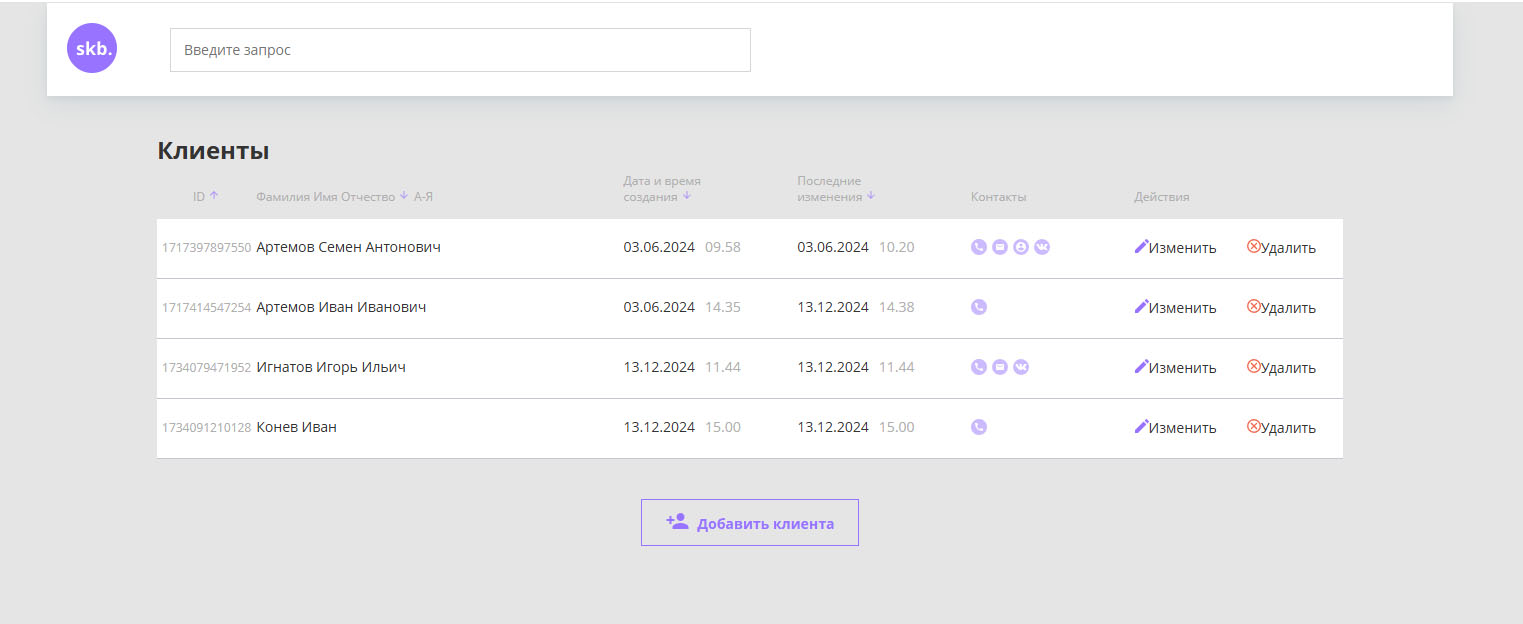 skb.
Введите запрос
Клиенты
ID Фамилия Имя Отчество А-Я Дата и время создания Последние изменения Контакты Действия
1717397897550 Артемов Семен Антонович 03.06.2024 09.58 03.06.2024 10.20 Изменить Удалить
1717414547254 Артемов Иван Иванович 03.06.2024 14.35 13.12.2024 14.38 Изменить Удалить
1734079471952 Игнатов Игорь Ильич 13.12.2024 11.44 13.12.2024 11.44 Изменить Удалить
1734091210128 Конев Иван 13.12.2024 15.00 13.12.2024 15.00 Изменить Удалить
Добавить клиента